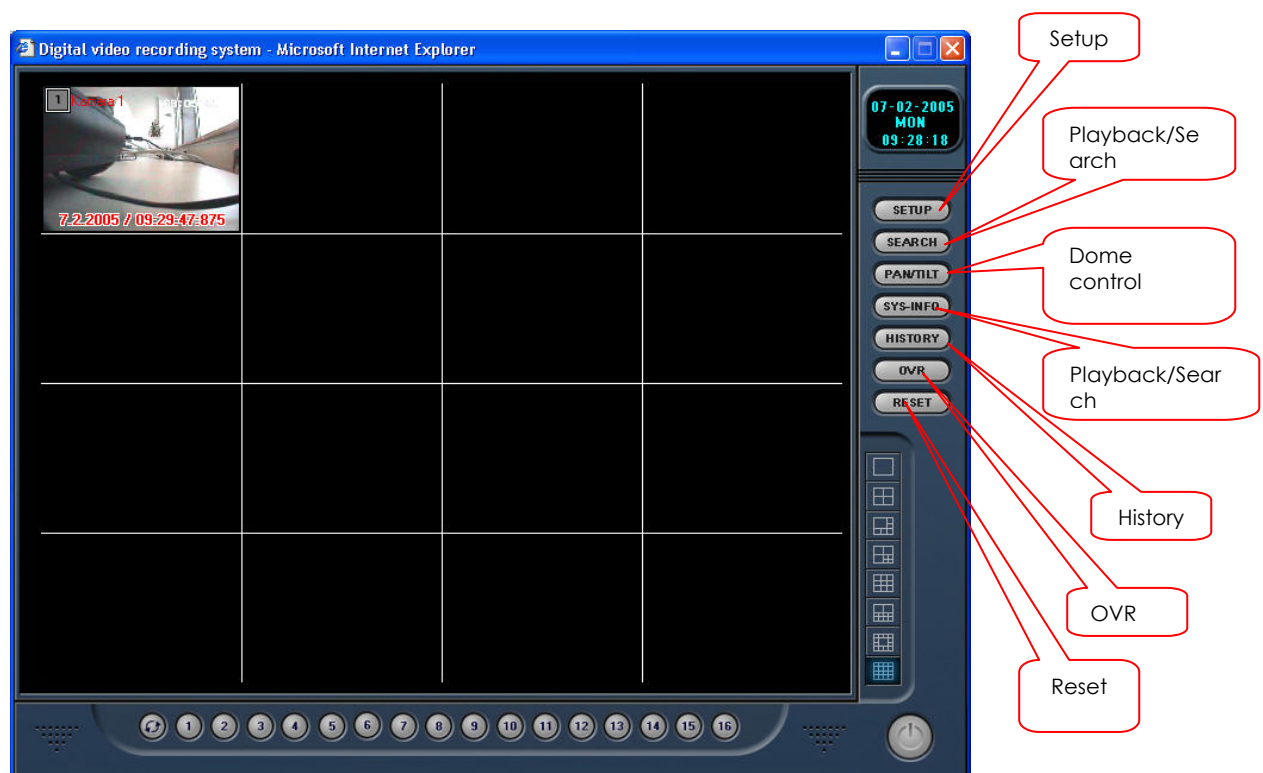 Digital video recording system - Microsoft Internet Explorer
Setup
1 Kamera 1
7.2.2005 / 09:29:47:875
07-02-2005
MON
09:28:18
Playback/Se
arch
SETUP
SEARCH
PAN/TILT
Dome
control
SYS-INFO
HISTORY
OVR
RESET
Playback/Sear
ch
History
OVR
Reset
1 2 3 4 5 6 7 8 9 10 11 12 13 14 15 16